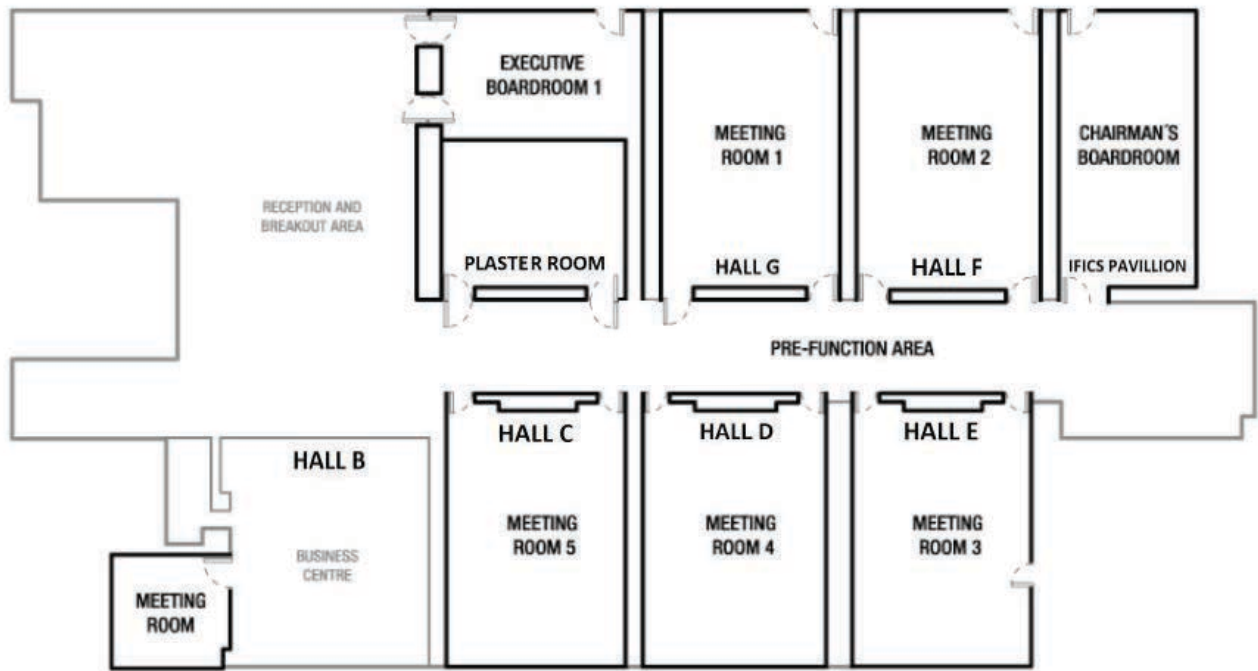 EXECUTIVE
BOARDROOM 1
MEETING
ROOM 1
MEETING
ROOM 2
CHAIRMAN'S
BOARDROOM
RECEPTION AND
BREAKOUT AREA
PLASTER ROOM
HALL G
HALL F
IFICS PAVILLION
PRE-FUNCTION AREA
HALL B
HALL C
HALL D
HALL E
MEETING
ROOM 5
MEETING
ROOM 4
MEETING
ROOM 3
BUSINESS
CENTRE
MEETING
ROOM